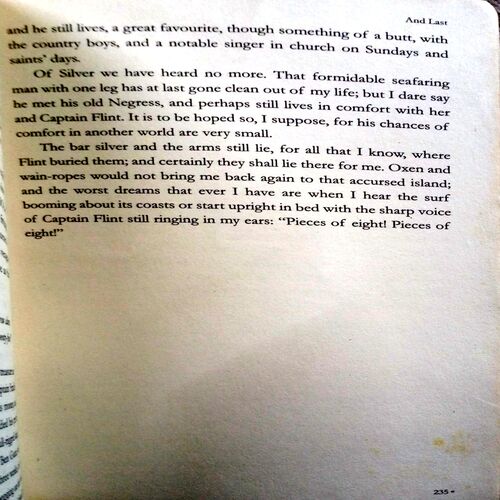 And Last
and he still lives, a great favourite, though something of a butt, with
the country boys, and a notable singer in church on Sundays and
saints' days.
Of Silver we have heard no more. That formidable seafaring
man with one leg has at last gone clean out of my life; but I dare say
he met his old Negress, and perhaps still lives in comfort with her
and Captain Flint. It is to be hoped so, I suppose, for his chances of
comfort in another world are very small.
The bar silver and the arms still lie, for all that I know, where
Flint buried them; and certainly they shall lie there for me. Oxen and
wain-ropes would not bring me back again to that accursed island;
and the worst dreams that ever I have are when I hear the surf
booming about its coasts or start upright in bed with the sharp voice
of Captain Flint still ringing in my ears: “Pieces of eight! Pieces of
eight!”
235